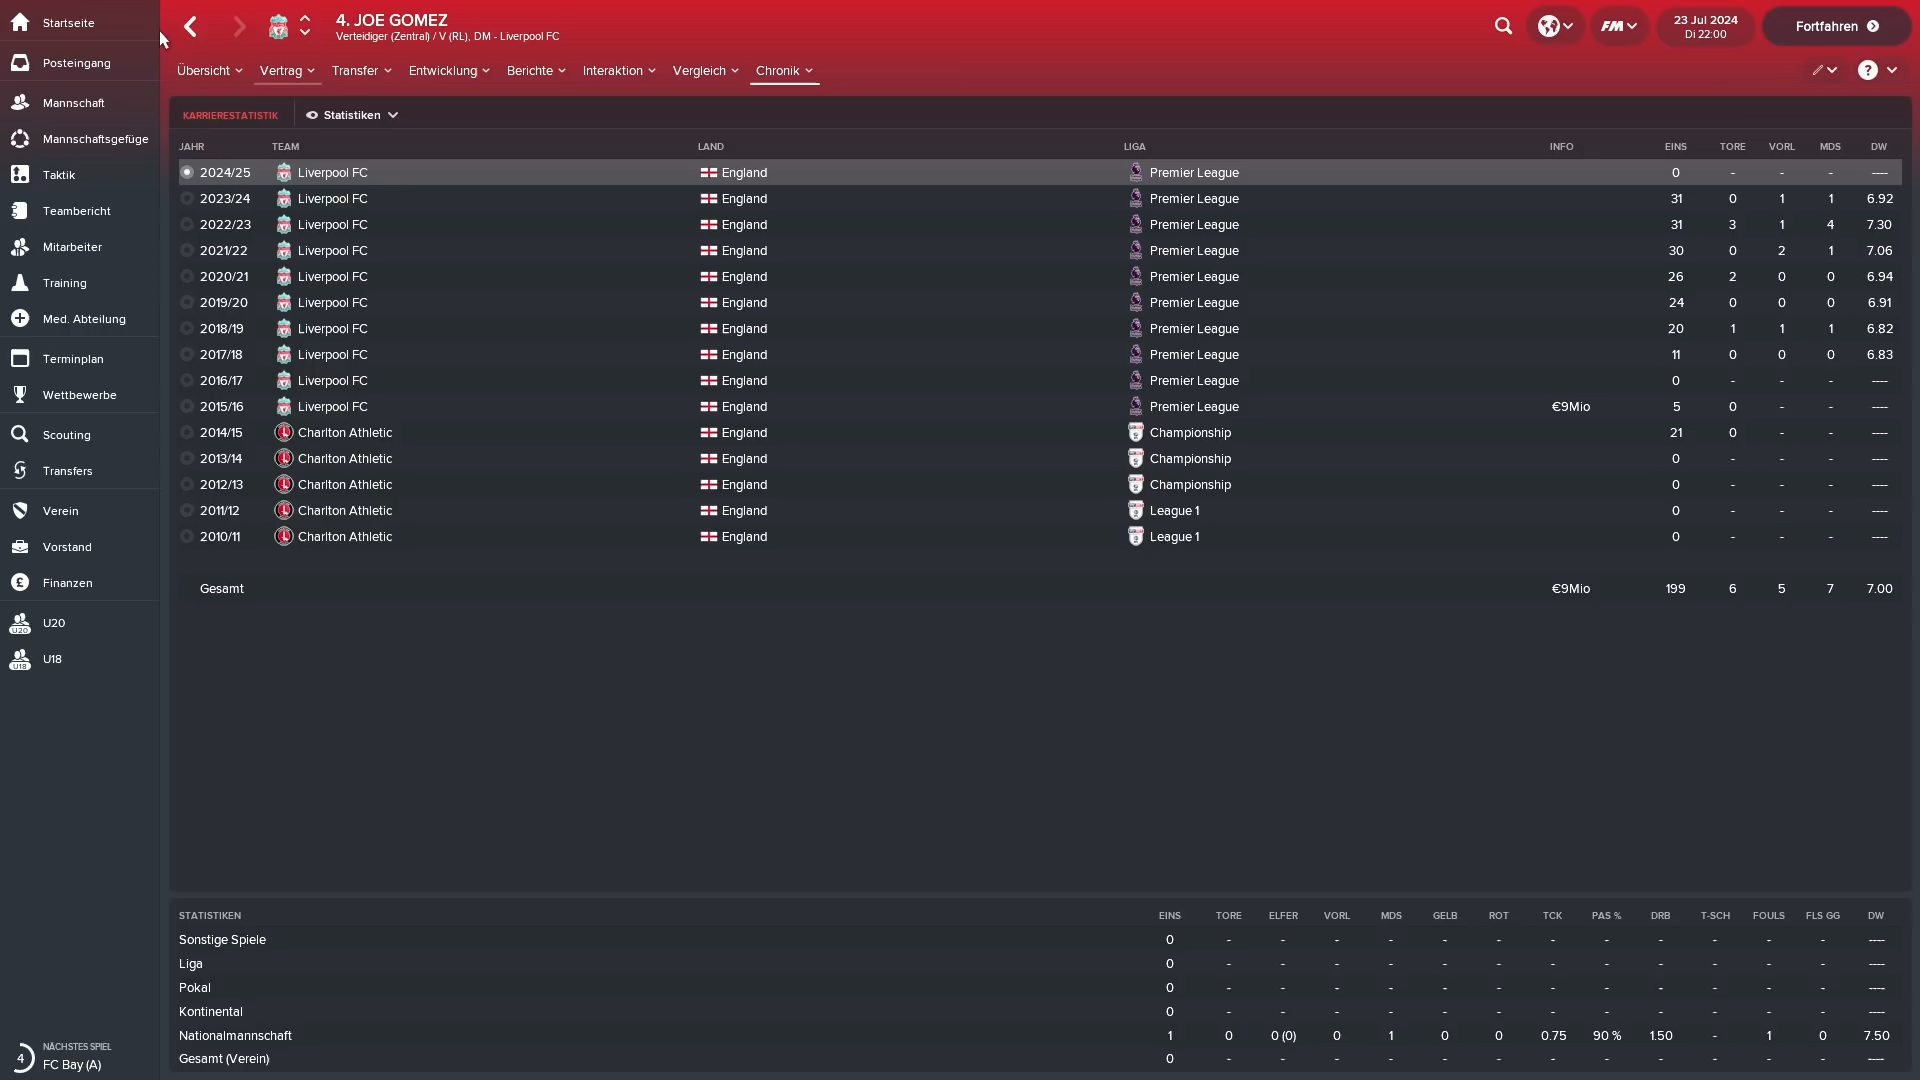 Startseite
Posteingang
Mannschaft
Mannschaftsgefüge
Taktik
Teambericht
Mitarbeiter
Training
Med. Abteilung
Terminplan
Wettbewerbe
Scouting
Transfers
Verein
Vorstand
Finanzen
U20
U18
4 NÄCHSTES SPIEL
FC Bay (A)
4. JOE GOMEZ
Verteidiger (Zentral) / V (RL), DM - Liverpool FC
FM
23 Jul 2024
Di 22:00
Fortfahren
Übersicht Vertrag Transfer Entwicklung Berichte Interaktion Vergleich Chronik ?
KARRIERESTATISTIK Statistiken
JAHR TEAM LAND LIGA INFO EINS TORE VORL MDS DW
2024/25 Liverpool FC England Premier League 0 - - - ----
2023/24 Liverpool FC England Premier League 31 0 1 1 6.92
2022/23 Liverpool FC England Premier League 31 3 1 4 7.30
2021/22 Liverpool FC England Premier League 30 0 2 1 7.06
2020/21 Liverpool FC England Premier League 26 2 0 0 6.94
2019/20 Liverpool FC England Premier League 24 0 0 0 6.91
2018/19 Liverpool FC England Premier League 20 1 1 1 6.82
2017/18 Liverpool FC England Premier League 11 0 0 0 6.83
2016/17 Liverpool FC England Premier League 0 - - - ----
2015/16 Liverpool FC England Premier League €9Mio 5 0 - - ----
2014/15 Charlton Athletic England Championship 21 0 - - ----
2013/14 Charlton Athletic England Championship 0 - - - ----
2012/13 Charlton Athletic England Championship 0 - - - ----
2011/12 Charlton Athletic England League 1 0 - - - ----
2010/11 Charlton Athletic England League 1 0 - - - ----
Gesamt €9Mio 199 6 5 7 7.00
STATISTIKEN EINS TORE ELFER VORL MDS GELB ROT TCK PAS % DRB T-SCH FOULS FLS GG DW
Sonstige Spiele 0 - - - - - - - - - - - - ----
Liga 0 - - - - - - - - - - - - ----
Pokal 0 - - - - - - - - - - - - ----
Kontinental 0 - - - - - - - - - - - - ----
Nationalmannschaft 1 0 0 (0) 0 1 0 0 0.75 90 % 1.50 - 1 0 7.50
Gesamt (Verein) 0 - - - - - - - - - - - - ----